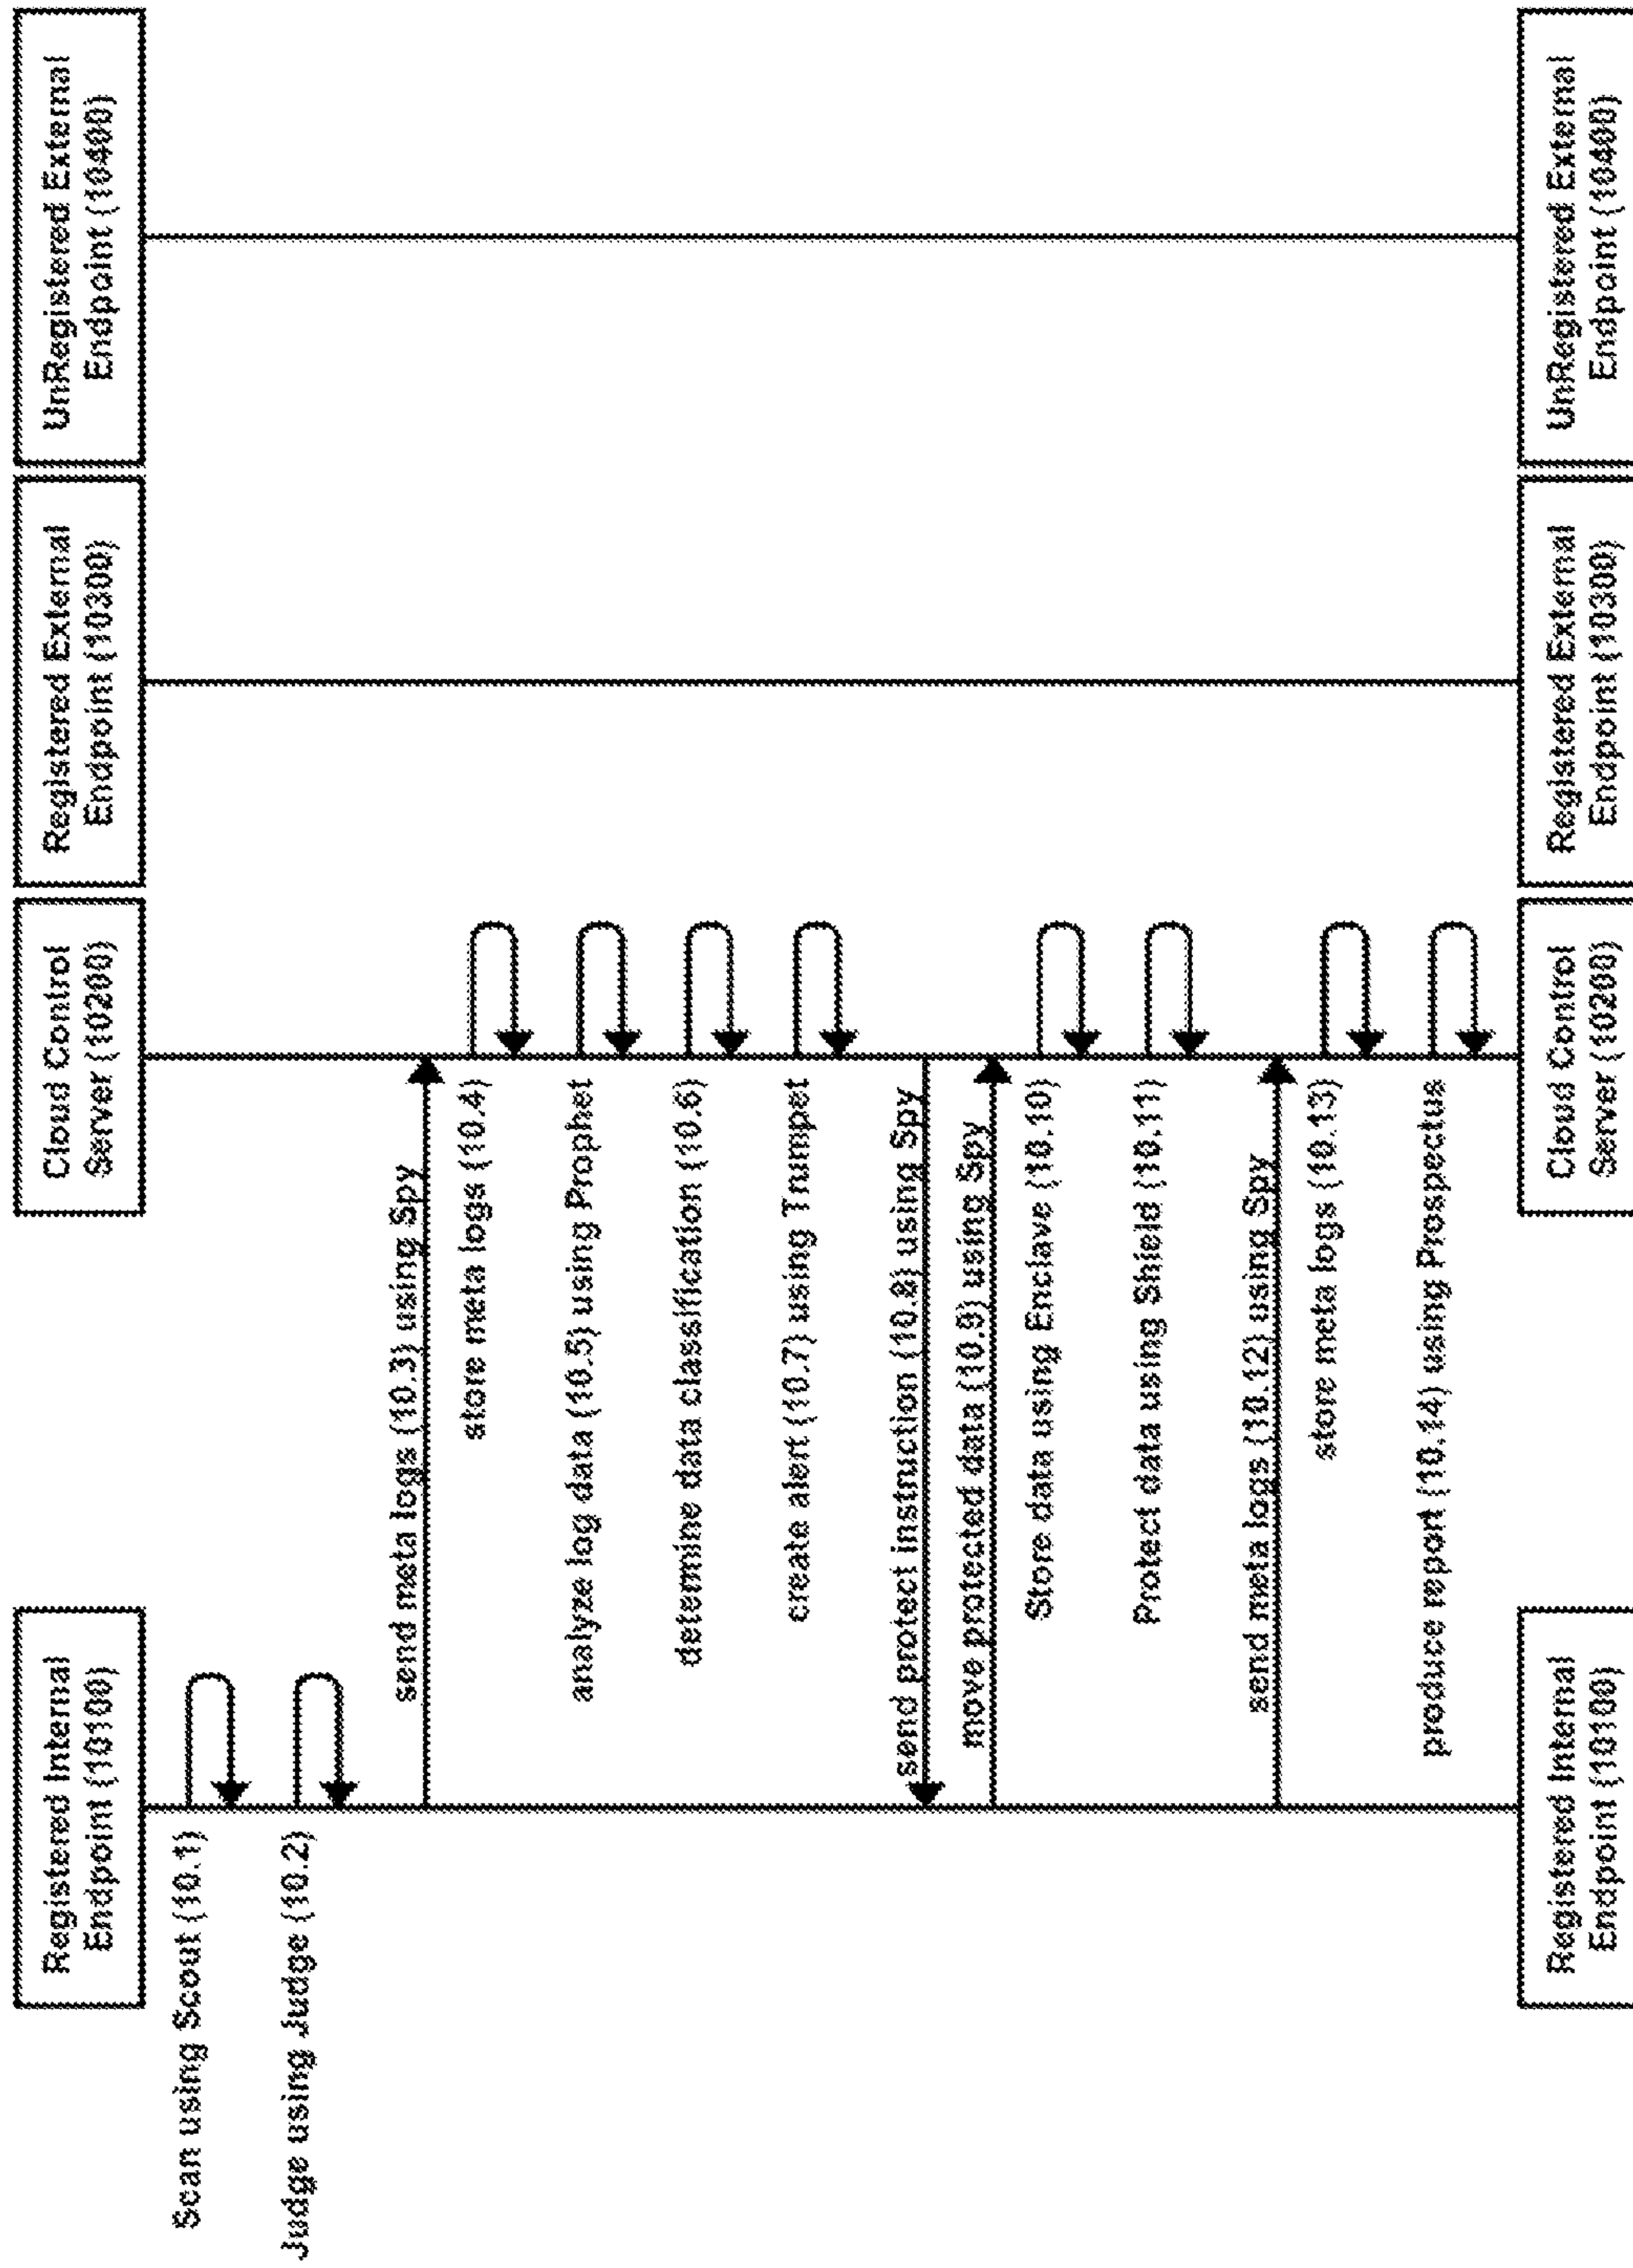 Registered Internal
Endpoint (10100)
Cloud Control
Server (10200)
Registered External
Endpoint (10300)
UnRegistered External
Endpoint (10400)
Scan using Scout (10.1)
Judge using Judge (10.2)
send meta logs (10.3) using Spy
store meta logs (10.4)
analyze log data (10.5) using Prophet
determine data classification (10.6)
create alert (10.7) using Trumpet
send protect instruction (10.8) using Spy
move protected data (10.9) using Spy
Store data using Enclave (10.10)
Protect data using Shield (10.11)
send meta logs (10.12) using Spy
store meta logs (10.13)
produce report (10.14) using Prospectus
Registered Internal
Endpoint (10100)
Cloud Control
Server (10200)
Registered External
Endpoint (10300)
UnRegistered External
Endpoint (10400)